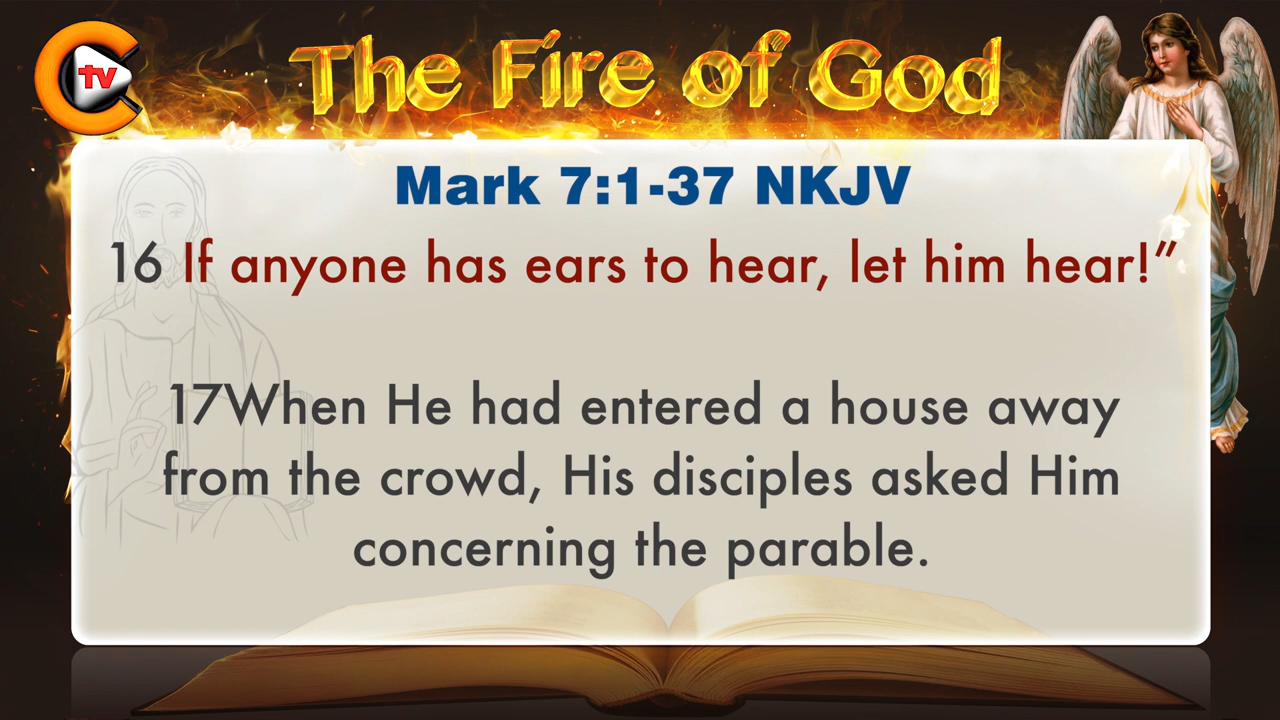 tv
The Fire of God
Mark 7:1-37 NKJV
16 If anyone has ears to hear, let him hear!”
17When He had entered a house away
from the crowd, His disciples asked Him
concerning the parable.